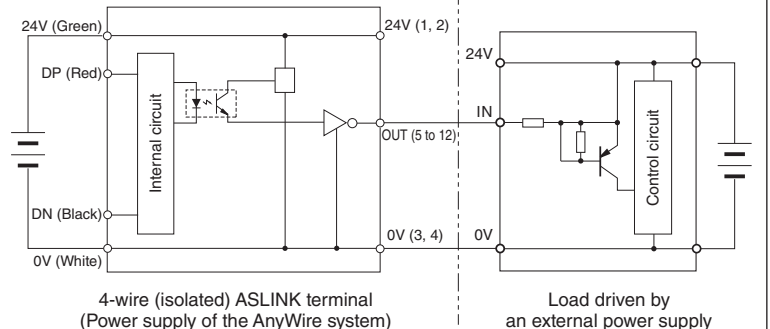 24V (Green)
24V (1, 2)
24V
DP (Red)
Internal circuit
IN
OUT (5 to 12)
Control circuit
DN (Black)
0V (3, 4)
0V
0V (White)
4-wire (isolated) ASLINK terminal
(Power supply of the AnyWire system)
Load driven by
an external power supply